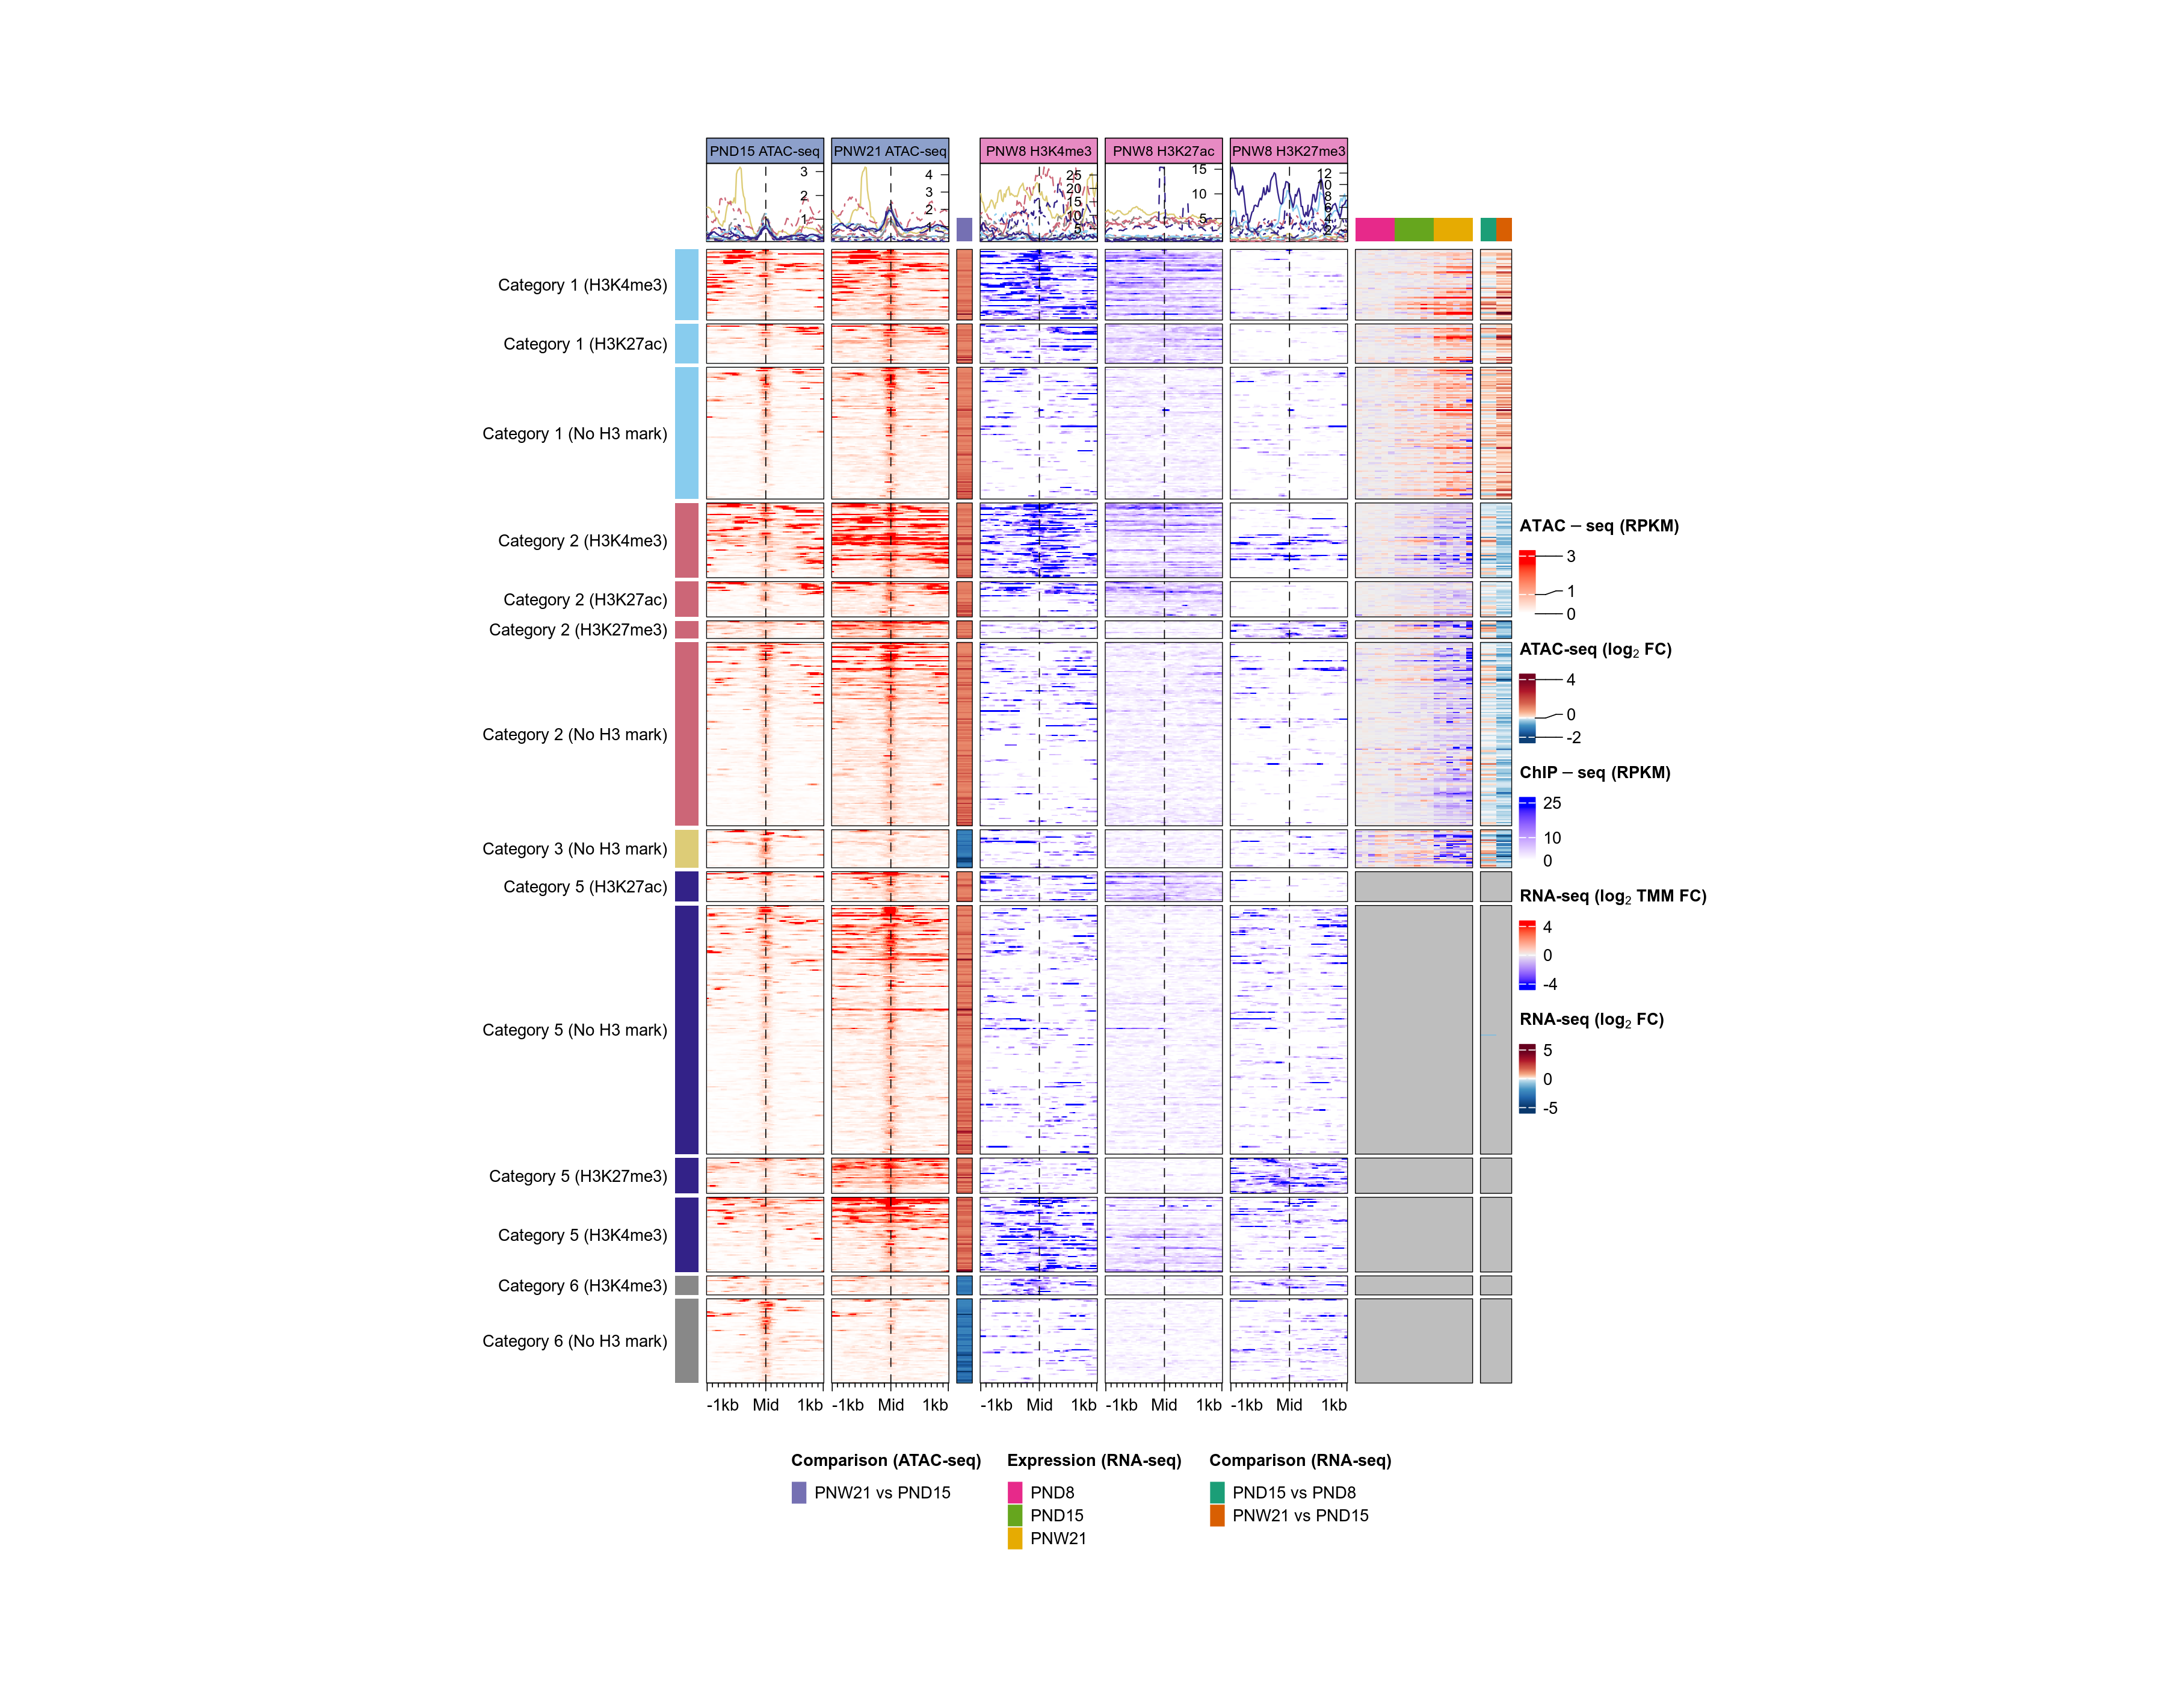 PND15 ATAC-seq PNW21 ATAC-seq PNW8 H3K4me3 PNW8 H3K27ac PNW8 H3K27me3
3
2
1
4
3
2
1
25
20
15
10
5
15
10
5
12
10
8
6
4
2
Category 1 (H3K4me3)
Category 1 (H3K27ac)
Category 1 (No H3 mark)
Category 2 (H3K4me3)
Category 2 (H3K27ac)
Category 2 (H3K27me3)
Category 2 (No H3 mark)
Category 3 (No H3 mark)
Category 5 (H3K27ac)
Category 5 (No H3 mark)
Category 5 (H3K27me3)
Category 5 (H3K4me3)
Category 6 (H3K4me3)
Category 6 (No H3 mark)
-1kb Mid 1kb -1kb Mid 1kb -1kb Mid 1kb -1kb Mid 1kb -1kb Mid 1kb
ATAC − seq (RPKM)
3
1
0
ATAC-seq (log₂ FC)
4
0
-2
ChIP − seq (RPKM)
25
10
0
RNA-seq (log₂ TMM FC)
4
0
-4
RNA-seq (log₂ FC)
5
0
-5
Comparison (ATAC-seq)
PNW21 vs PND15
Expression (RNA-seq)
PND8
PND15
PNW21
Comparison (RNA-seq)
PND15 vs PND8
PNW21 vs PND15